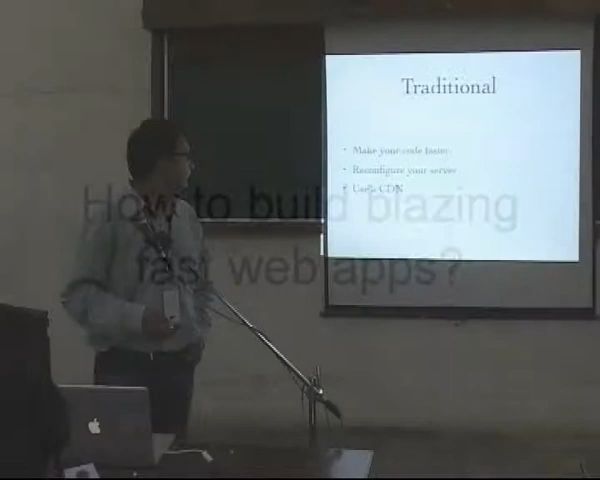 Traditional
• Make your code faster
• Reconfigure your server
• Use a CDN
How to build blazing
fast web apps?